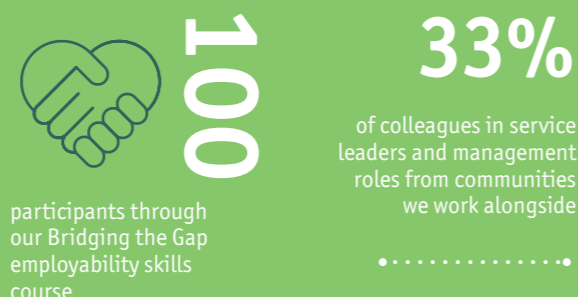 100
participants through
our Bridging the Gap
employability skills
course
33%
of colleagues in service
leaders and management
roles from communities
we work alongside